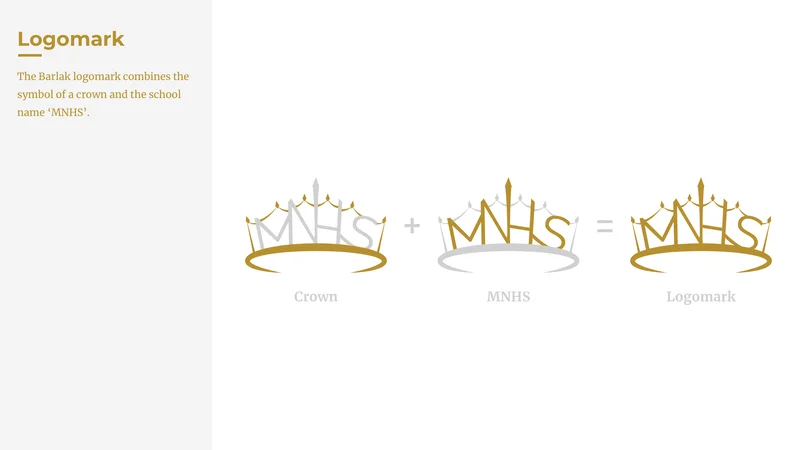 Logomark
The Barlak logomark combines the
symbol of a crown and the school
name ‘MNHS’.
MNHS + MNHS = MNHS
Crown MNHS Logomark